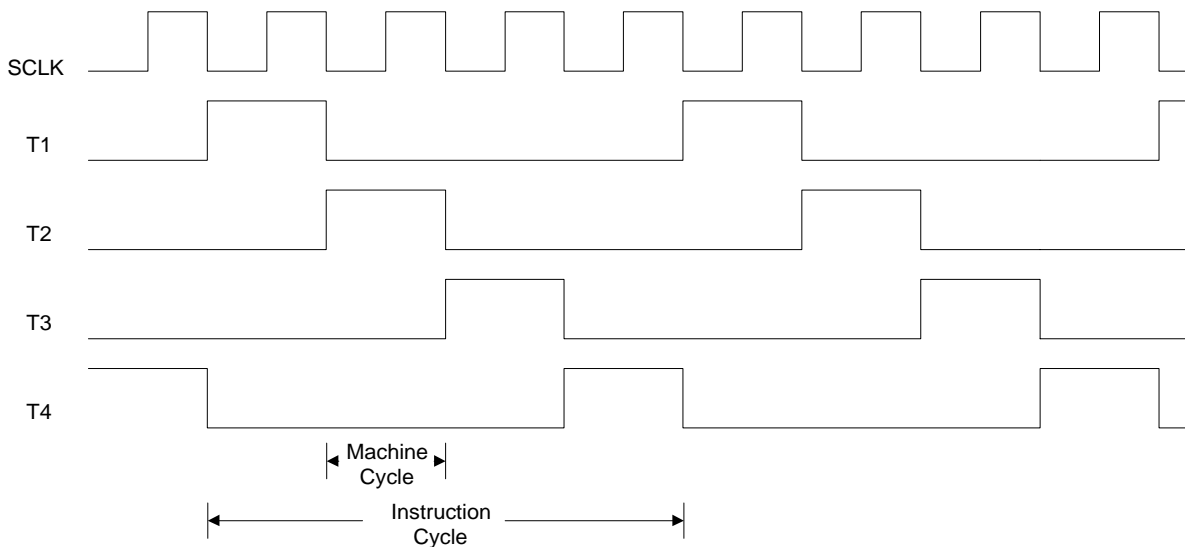 SCLK
T1
T2
T3
T4
Machine
Cycle
Instruction
Cycle